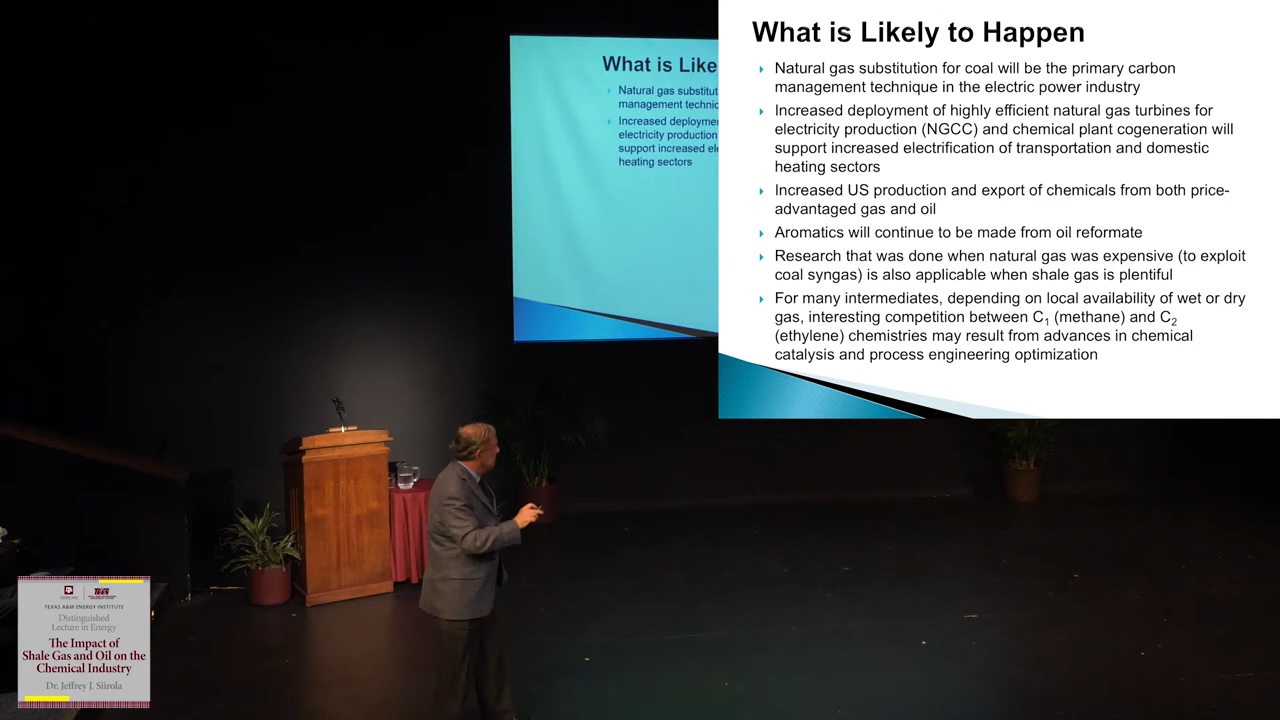 What is Likely to Happen
Natural gas substitution for coal will be the primary carbon
management technique in the electric power industry
Increased deployment of highly efficient natural gas turbines for
electricity production (NGCC) and chemical plant cogeneration will
support increased electrification of transportation and domestic
heating sectors
Increased US production and export of chemicals from both price-
advantaged gas and oil
Aromatics will continue to be made from oil reformate
Research that was done when natural gas was expensive (to exploit
coal syngas) is also applicable when shale gas is plentiful
For many intermediates, depending on local availability of wet or dry
gas, interesting competition between C₁ (methane) and C₂
(ethylene) chemistries may result from advances in chemical
catalysis and process engineering optimization
What is Like
Natural gas substitut
management techni
Increased deploymen
electricity production
support increased ele
heating sectors
TEXAS A&M ENERGY INSTITUTE
Distinguished
Lecture in Energy
The Impact of
Shale Gas and Oil on the
Chemical Industry
Dr. Jeffrey J. Siirola